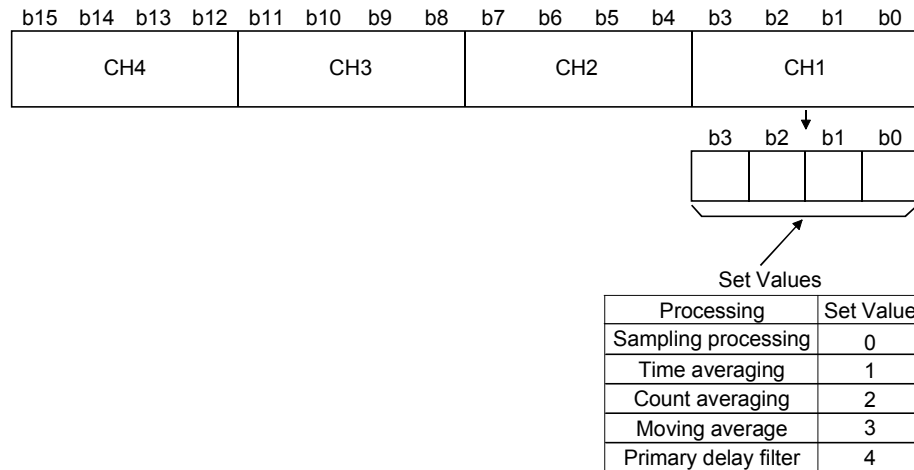 b15 b14 b13 b12 b11 b10 b9 b8 b7 b6 b5 b4 b3 b2 b1 b0
CH4 CH3 CH2 CH1
b3 b2 b1 b0
Set Values
Processing Set Value
Sampling processing 0
Time averaging 1
Count averaging 2
Moving average 3
Primary delay filter 4